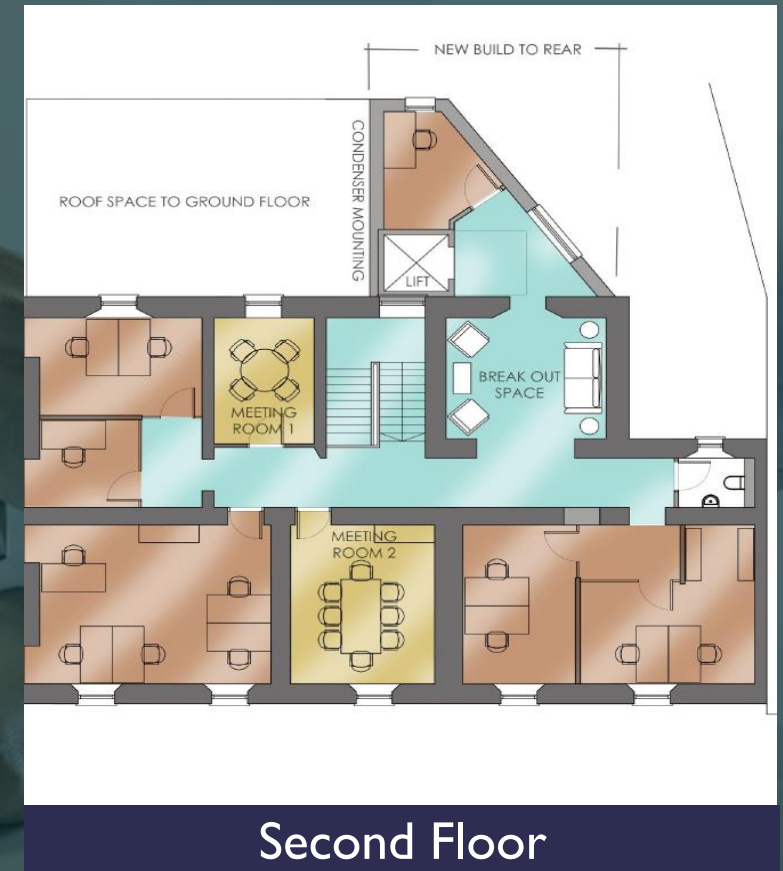 NEW BUILD TO REAR
CONDENSER MOUNTING
ROOF SPACE TO GROUND FLOOR
LIFT
BREAK OUT
SPACE
MEETING
ROOM 1
MEETING
ROOM 2
Second Floor